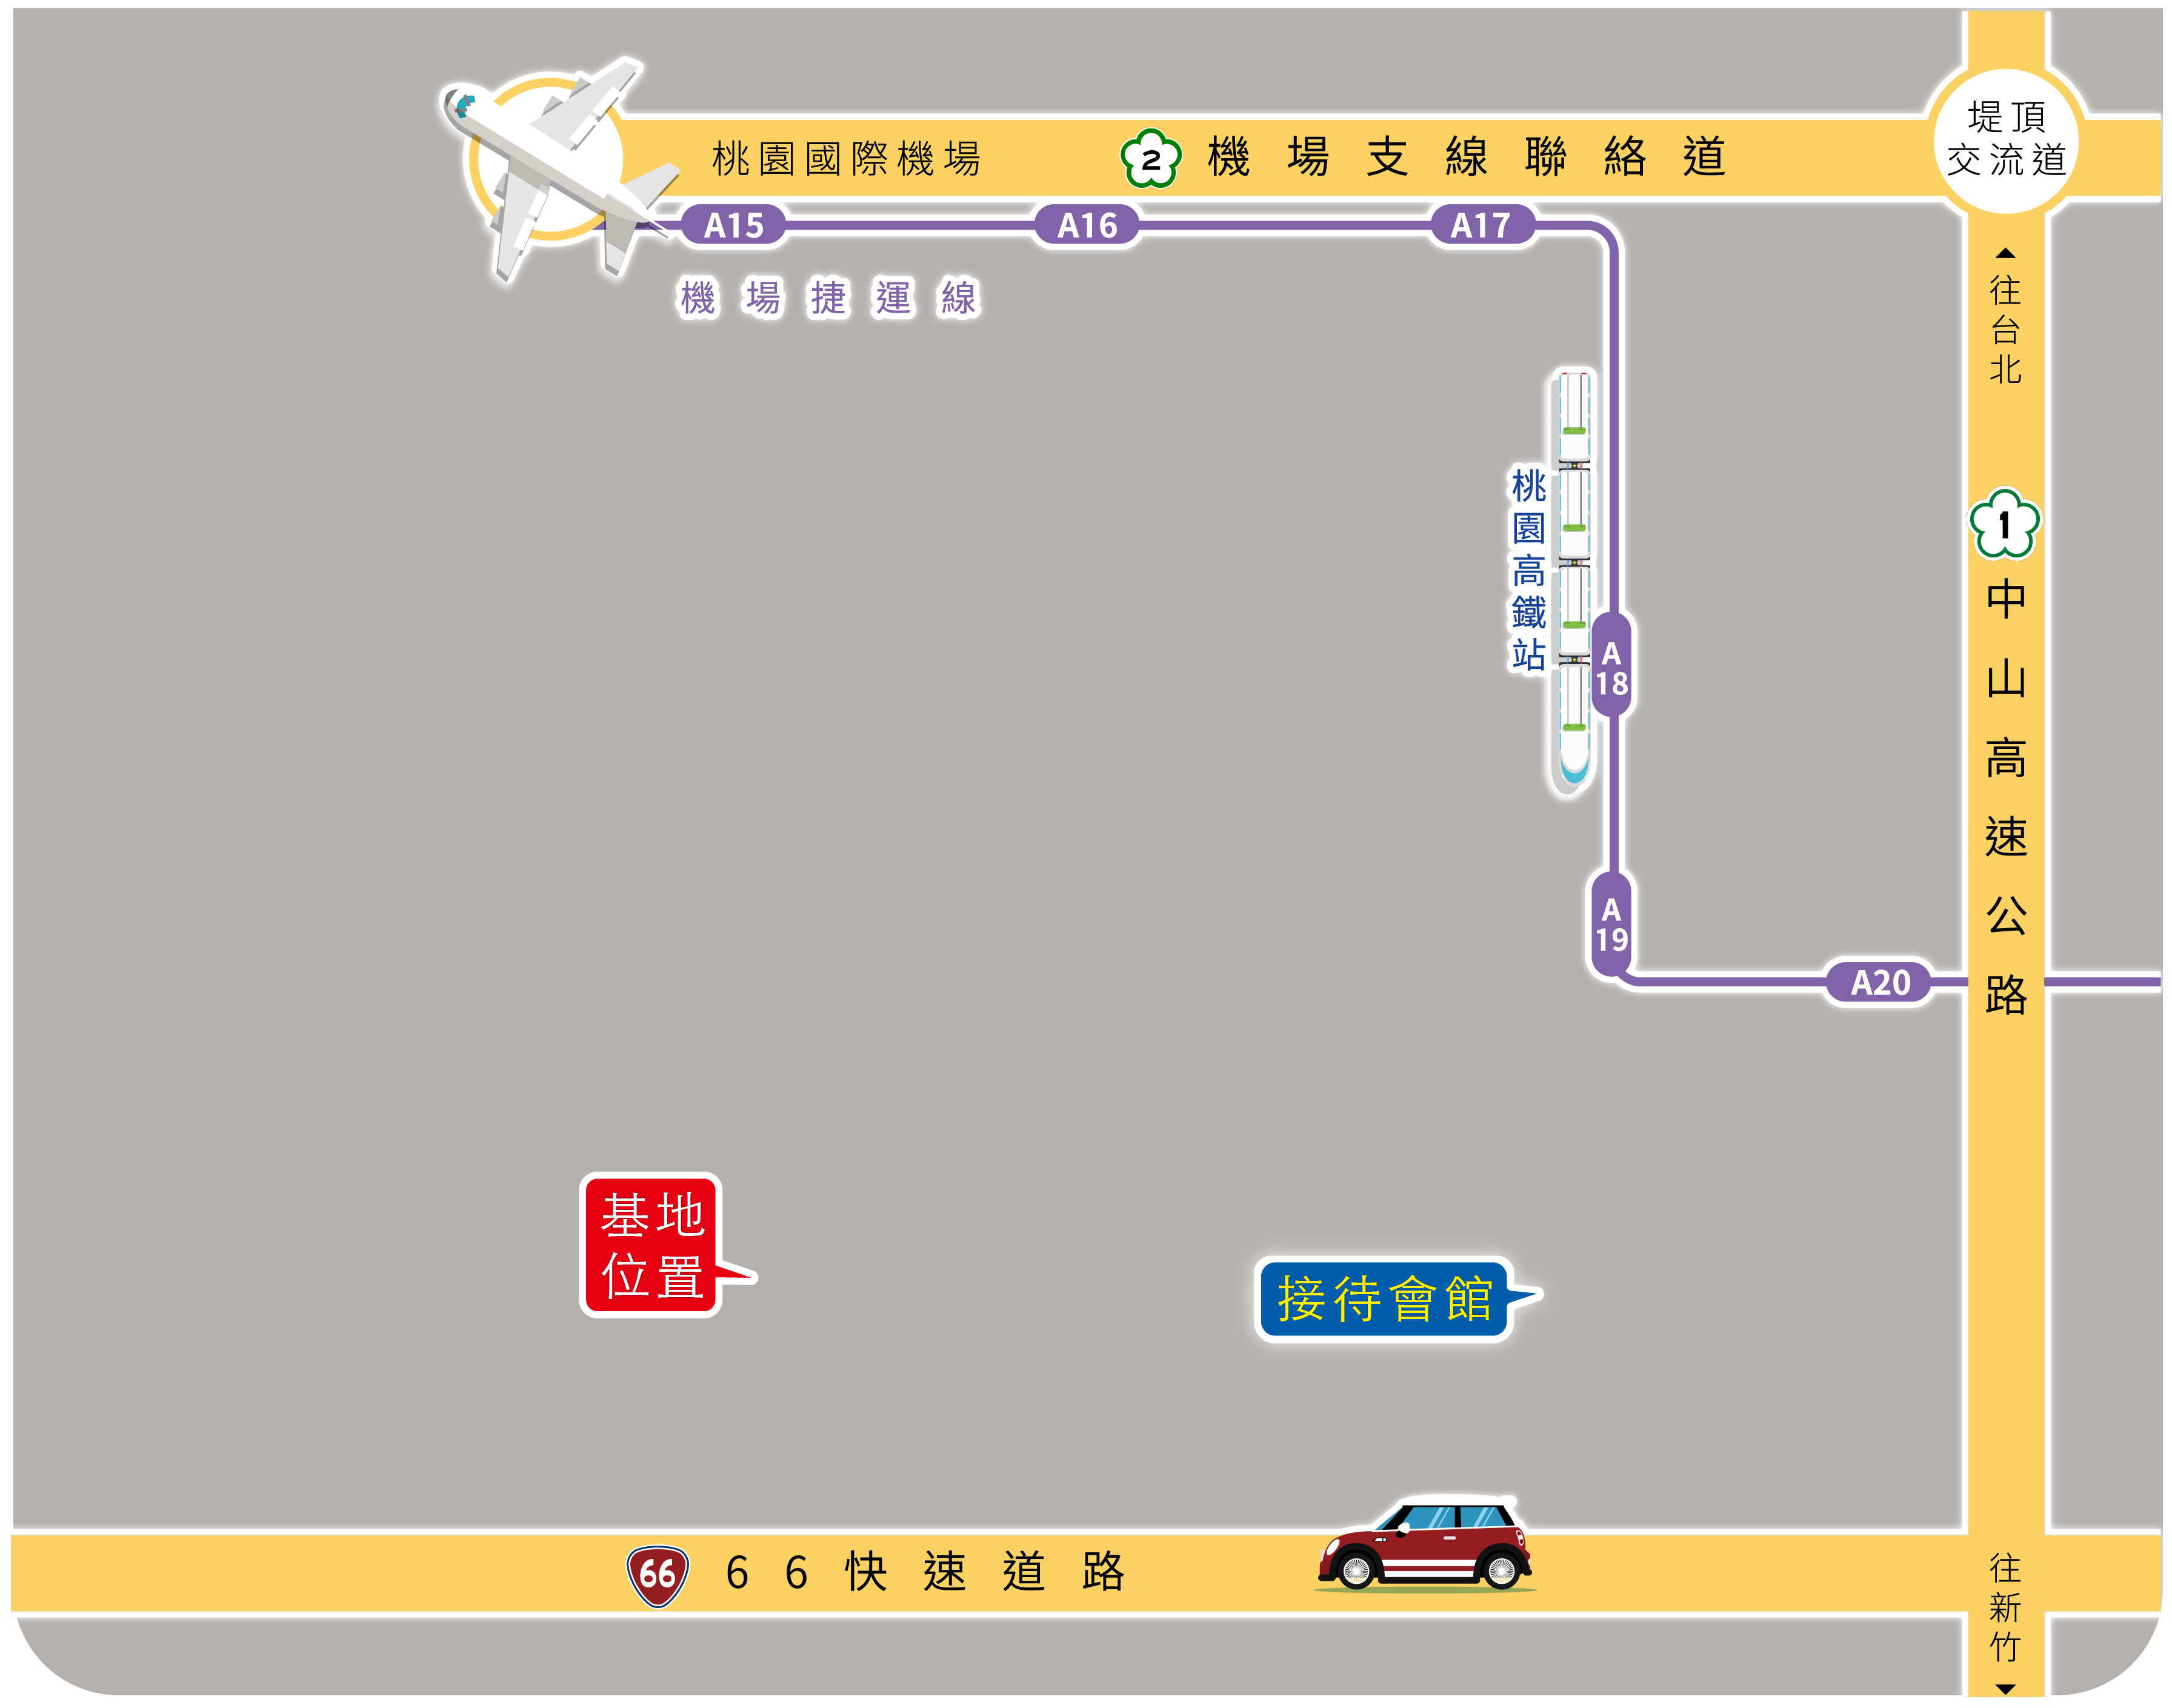 桃園國際機場
2 機場支線聯絡道
堤頂
交流道
A15
A16
A17
機場捷運線
往台北
桃園高鐵站
1
中山高速公路
A
18
A
19
A20
基地
位置
接待會館
66
66快速道路
往新竹